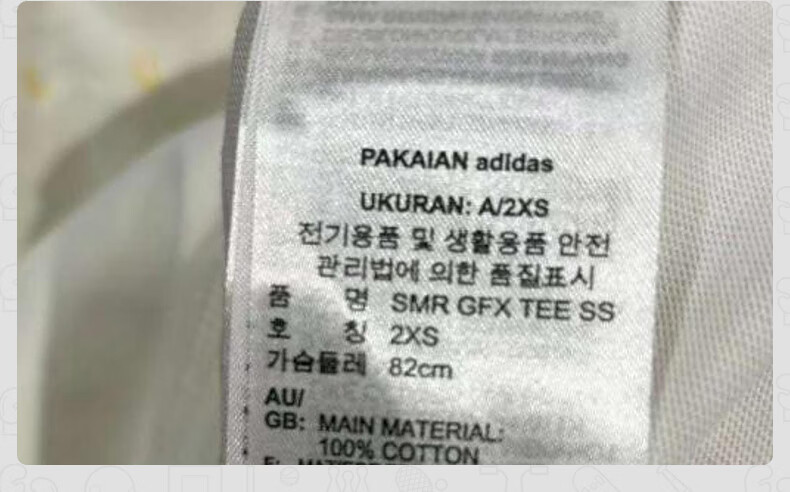 PAKAIAN adidas
UKURAN: A/2XS
전기용품 및 생활용품 안전
관리법에 의한 품질표시
품 명 SMR GFX TEE SS
호 칭 2XS
가슴둘레 82cm
AU/
GB: MAIN MATERIAL:
100% COTTON